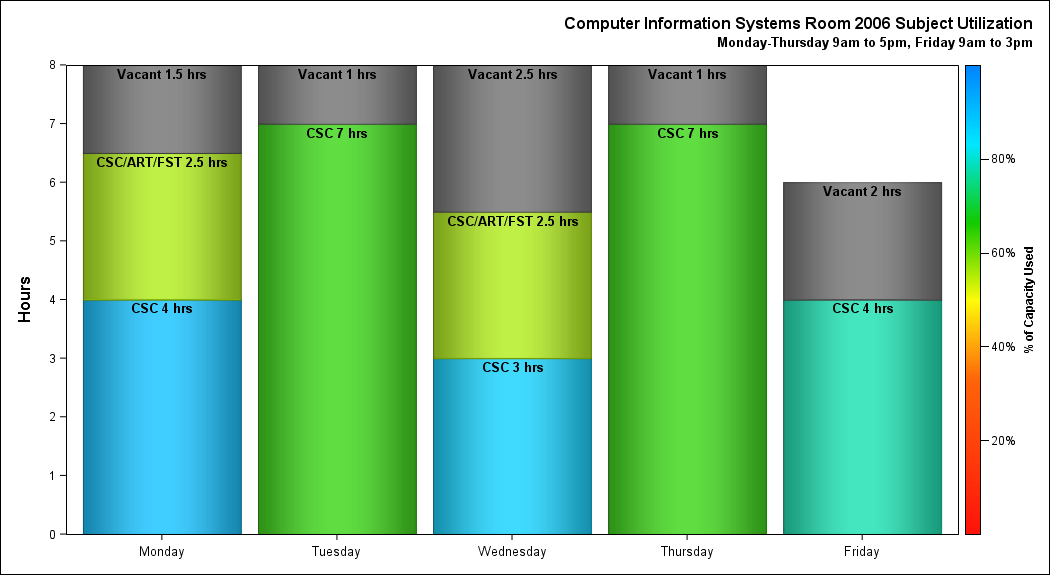 Computer Information Systems Room 2006 Subject Utilization
Monday-Thursday 9am to 5pm, Friday 9am to 3pm
Hours
8
7
6
5
4
3
2
1
0
Vacant 1.5 hrs
CSC/ART/FST 2.5 hrs
CSC 4 hrs
Vacant 1 hrs
CSC 7 hrs
Vacant 2.5 hrs
CSC/ART/FST 2.5 hrs
CSC 3 hrs
Vacant 1 hrs
CSC 7 hrs
Vacant 2 hrs
CSC 4 hrs
Monday
Tuesday
Wednesday
Thursday
Friday
80%
60%
40%
20%
% of Capacity Used